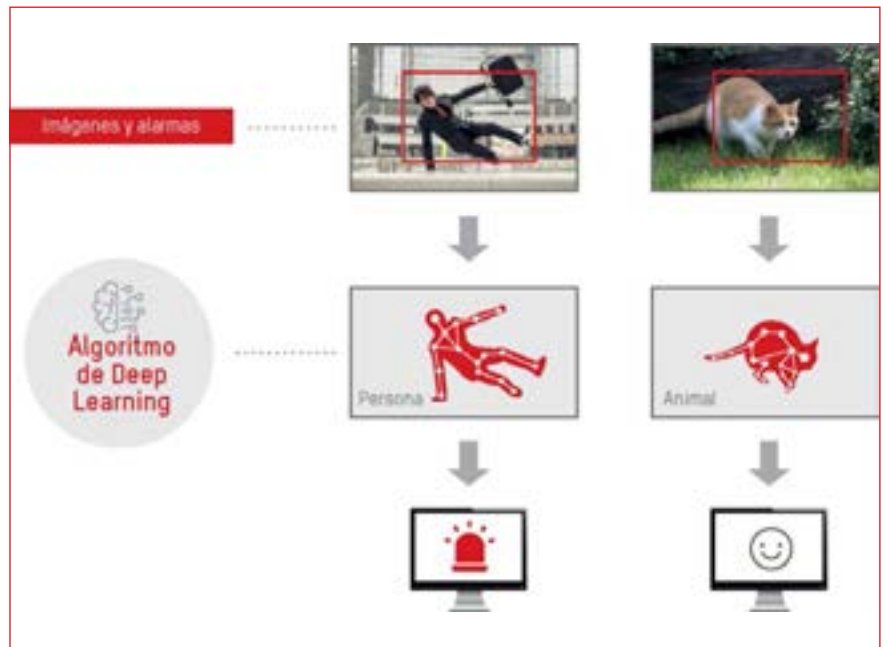 imágenes y alarmas
Algoritmo
de Deep
Learning
Persona
Animal